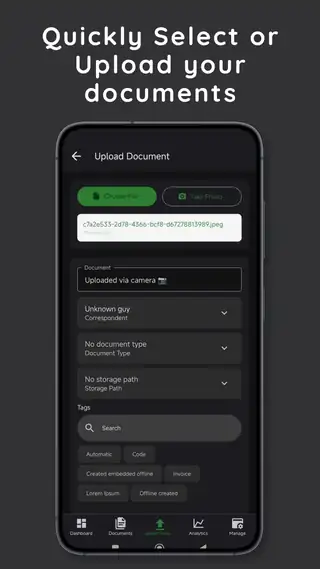 Quickly Select or
Upload your
documents
Upload Document
Choose File
Take Photo
c7a2e533-2d78-4366-bcf8-d67278813989.jpeg
Document
Uploaded via camera 📷
Unknown guy
Correspondent
No document type
Document Type
No storage path
Storage Path
Tags
Search
Automatic
Code
Created embedded offline
Invoice
Lorem Ipsum
Offline created
Dashboard
Documents
Analytics
Manage